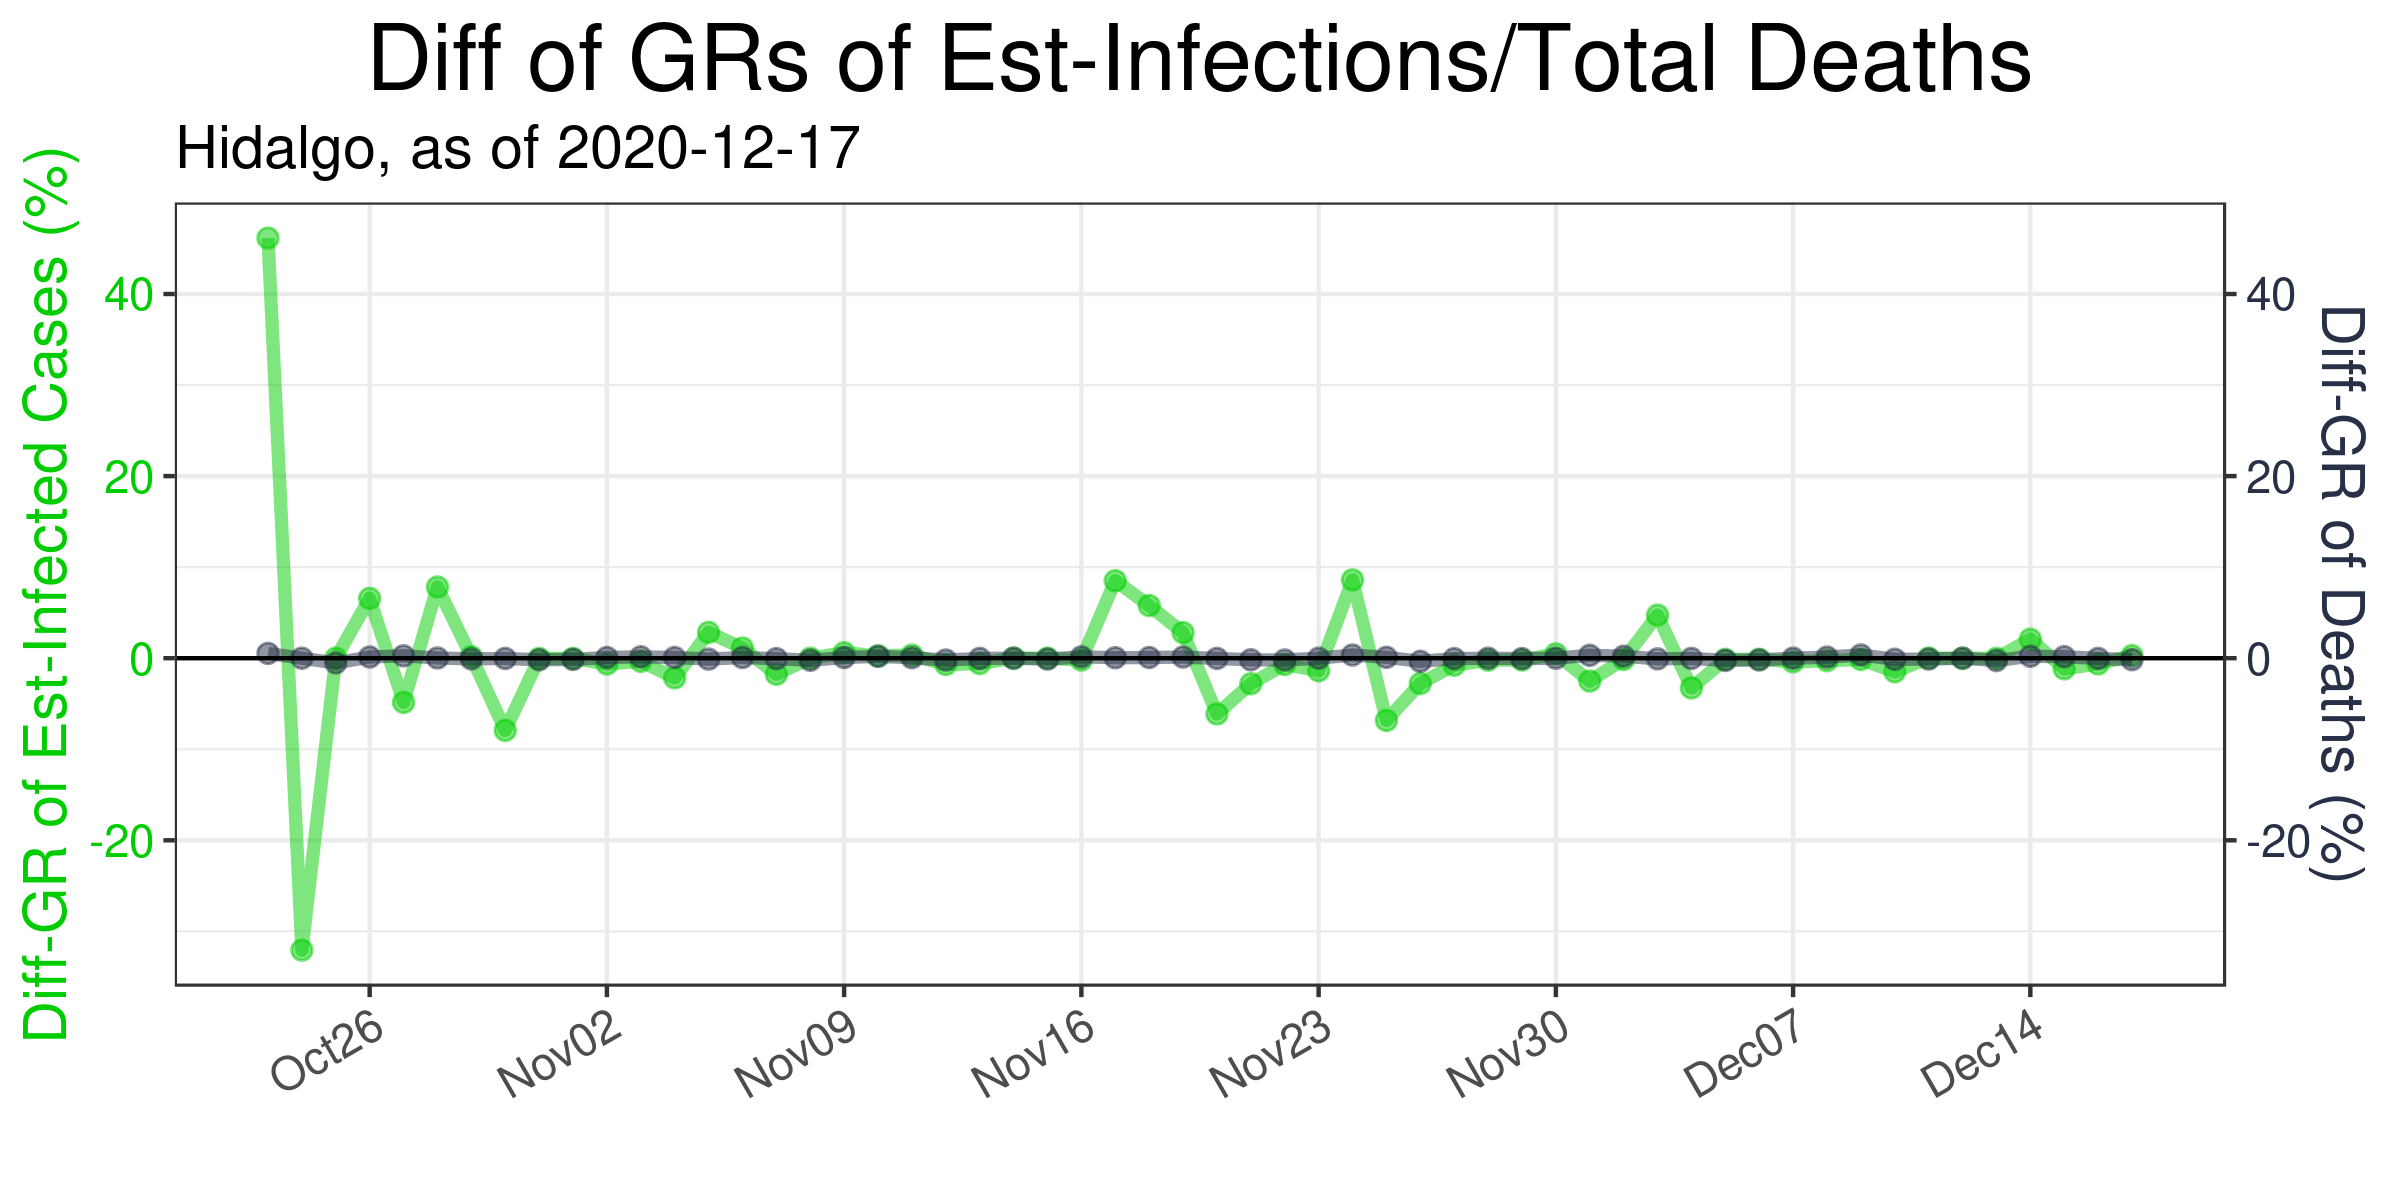 Diff of GRs of Est-Infections/Total Deaths
Hidalgo, as of 2020-12-17
Diff-GR of Est-Infected Cases (%)
40
20
0
-20
40
20
0
-20
Diff-GR of Deaths (%)
Oct26
Nov02
Nov09
Nov16
Nov23
Nov30
Dec07
Dec14